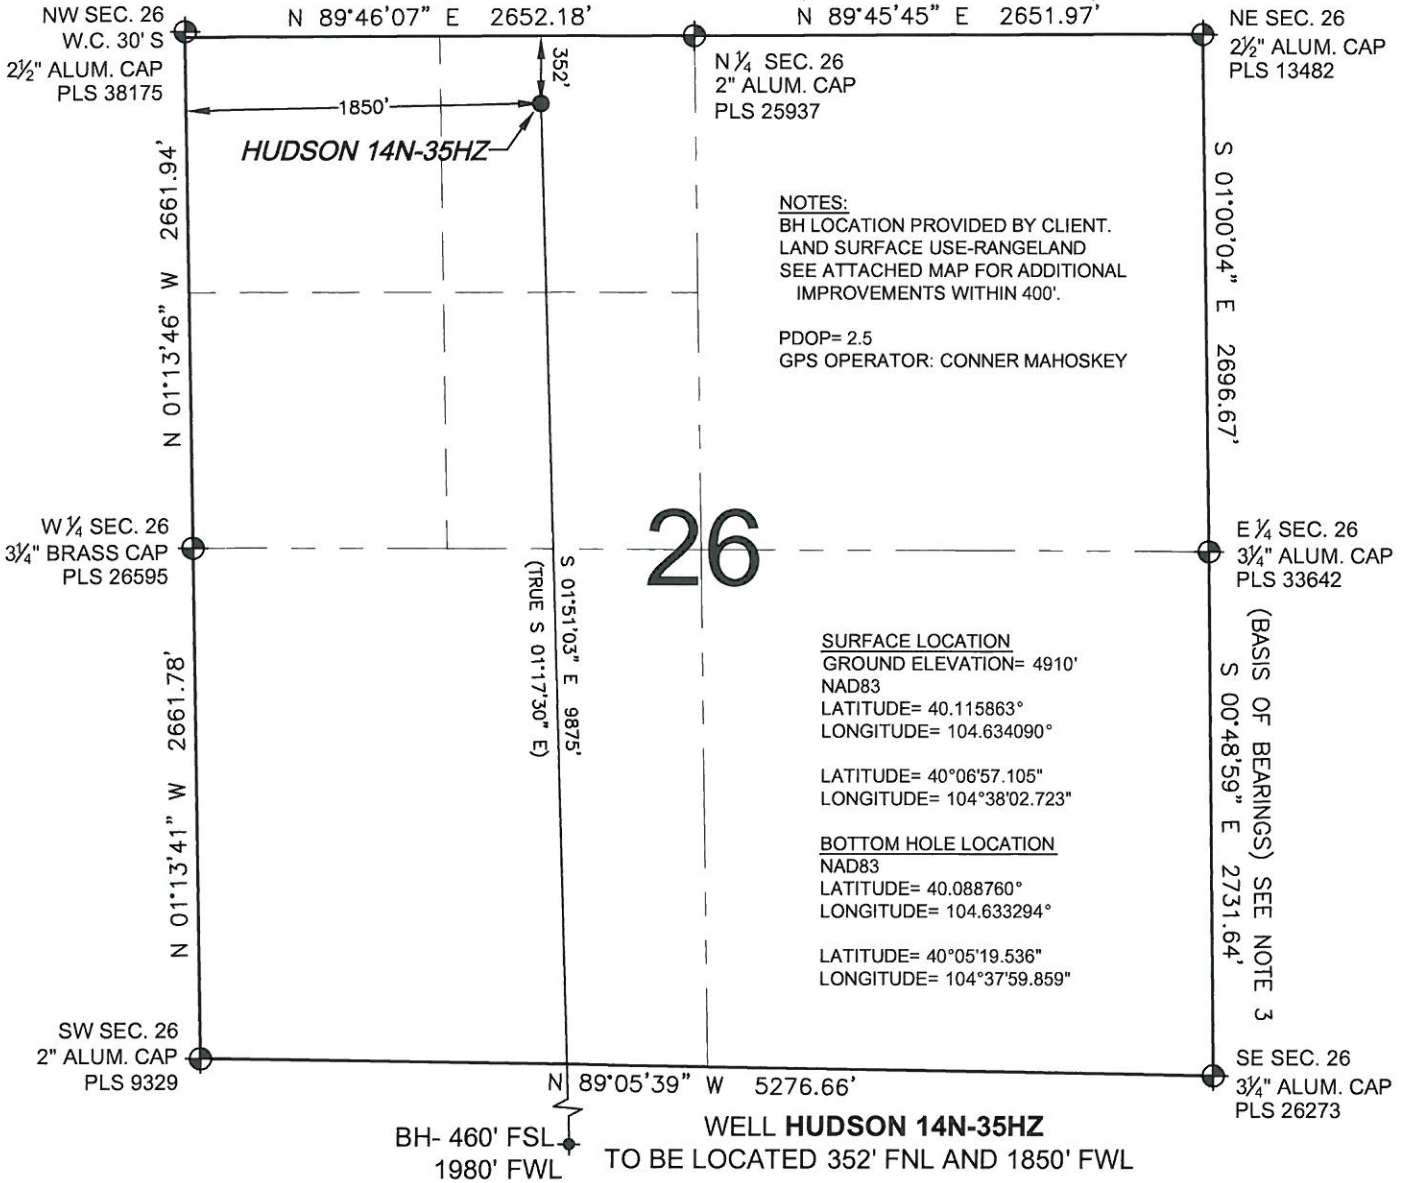 N 89°46'07" E 2652.18'
N 89°45'45" E 2651.97'
NW SEC. 26
W.C. 30' S
2½" ALUM. CAP
PLS 38175
N ¼ SEC. 26
2" ALUM. CAP
PLS 25937
NE SEC. 26
2½" ALUM. CAP
PLS 13482
352'
1850'
HUDSON 14N-35HZ
N 01°13'46" W 2661.94'
S 01°00'04" E 2696.67'
NOTES:
BH LOCATION PROVIDED BY CLIENT.
LAND SURFACE USE-RANGELAND
SEE ATTACHED MAP FOR ADDITIONAL
IMPROVEMENTS WITHIN 400'.
PDOP= 2.5
GPS OPERATOR: CONNER MAHOSKEY
W ¼ SEC. 26
3¼" BRASS CAP
PLS 26595
26
E ¼ SEC. 26
3¼" ALUM. CAP
PLS 33642
S 01°51'03" E 9875'
(TRUE S 01°17'30" E)
N 01°13'41" W 2661.78'
SURFACE LOCATION
GROUND ELEVATION= 4910'
NAD83
LATITUDE= 40.115863°
LONGITUDE= 104.634090°
LATITUDE= 40°06'57.105"
LONGITUDE= 104°38'02.723"
BOTTOM HOLE LOCATION
NAD83
LATITUDE= 40.088760°
LONGITUDE= 104.633294°
LATITUDE= 40°05'19.536"
LONGITUDE= 104°37'59.859"
(BASIS OF BEARINGS) SEE NOTE 3
S 00°48'59" E 2731.64'
SW SEC. 26
2" ALUM. CAP
PLS 9329
N 89°05'39" W 5276.66'
SE SEC. 26
3¼" ALUM. CAP
PLS 26273
BH- 460' FSL
1980' FWL
WELL HUDSON 14N-35HZ
TO BE LOCATED 352' FNL AND 1850' FWL